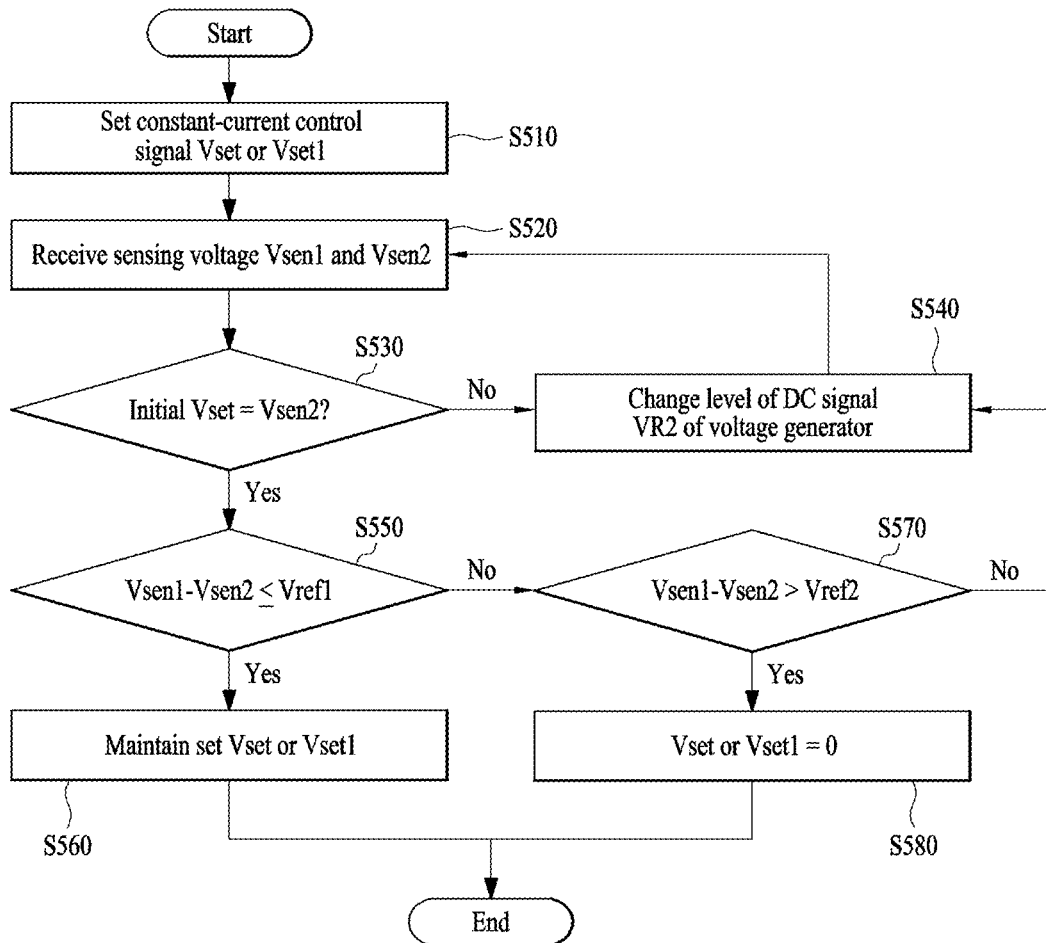 Start
Set constant-current control
signal Vset or Vset1
S510
S520
Receive sensing voltage Vsen1 and Vsen2
S540
S530
Initial Vset = Vsen2?
No
Change level of DC signal
VR2 of voltage generator
Yes
S550
S570
Vsen1-Vsen2 ≤ Vref1
No
Vsen1-Vsen2 > Vref2
No
Yes
Yes
Maintain set Vset or Vset1
Vset or Vset1 = 0
S560
S580
End